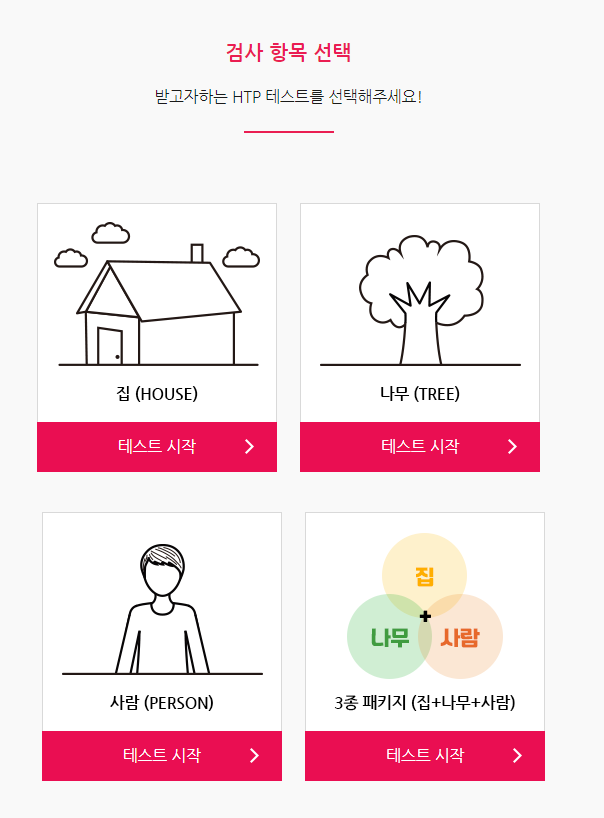 검사 항목 선택
받고자하는 HTP 테스트를 선택해주세요!
집 (HOUSE)
테스트 시작
나무 (TREE)
테스트 시작
사람 (PERSON)
테스트 시작
집
+
나무 사람
3종 패키지 (집+나무+사람)
테스트 시작